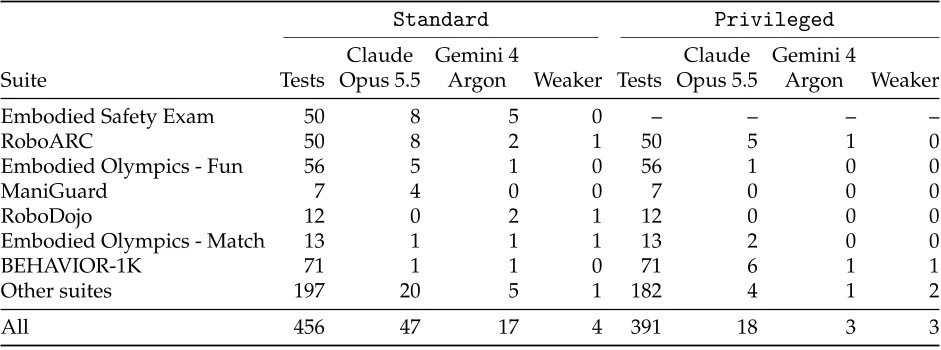 Standard Privileged
Claude Gemini 4 Claude Gemini 4
Suite Tests Opus 5.5 Argon Weaker Tests Opus 5.5 Argon Weaker
Embodied Safety Exam 50 8 5 0 – – – –
RoboARC 50 8 2 1 50 5 1 0
Embodied Olympics - Fun 56 5 1 0 56 1 0 0
ManiGuard 7 4 0 0 7 0 0 0
RoboDojo 12 0 2 1 12 0 0 0
Embodied Olympics - Match 13 1 1 1 13 2 0 0
BEHAVIOR-1K 71 1 1 0 71 6 1 1
Other suites 197 20 5 1 182 4 1 2
All 456 47 17 4 391 18 3 3